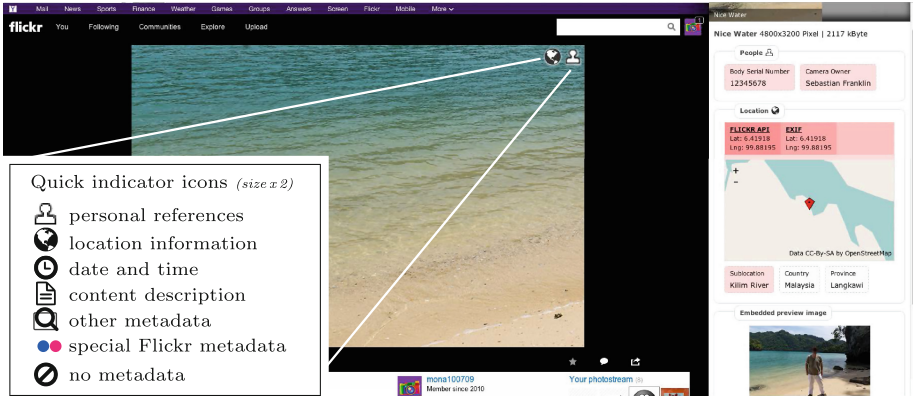 Mail News Sports Finance Weather Games Groups Answers Screen Flickr Mobile More
flickr You Following Communities Explore Upload
1
Quick indicator icons (size x 2)
personal references
location information
date and time
content description
other metadata
special Flickr metadata
no metadata
mona100709
Member since 2010
Your photostream (8)
Nice Water
Nice Water 4800x3200 Pixel | 2117 kByte
People
Body Serial Number
12345678
Camera Owner
Sebastian Franklin
Location
FLICKR API
Lat: 6.41918
Lng: 99.88195
EXIF
Lat: 6.41918
Lng: 99.88195
+
-
Data CC-By-SA by OpenStreetMap
Sublocation
Kilim River
Country
Malaysia
Province
Langkawi
Embedded preview image